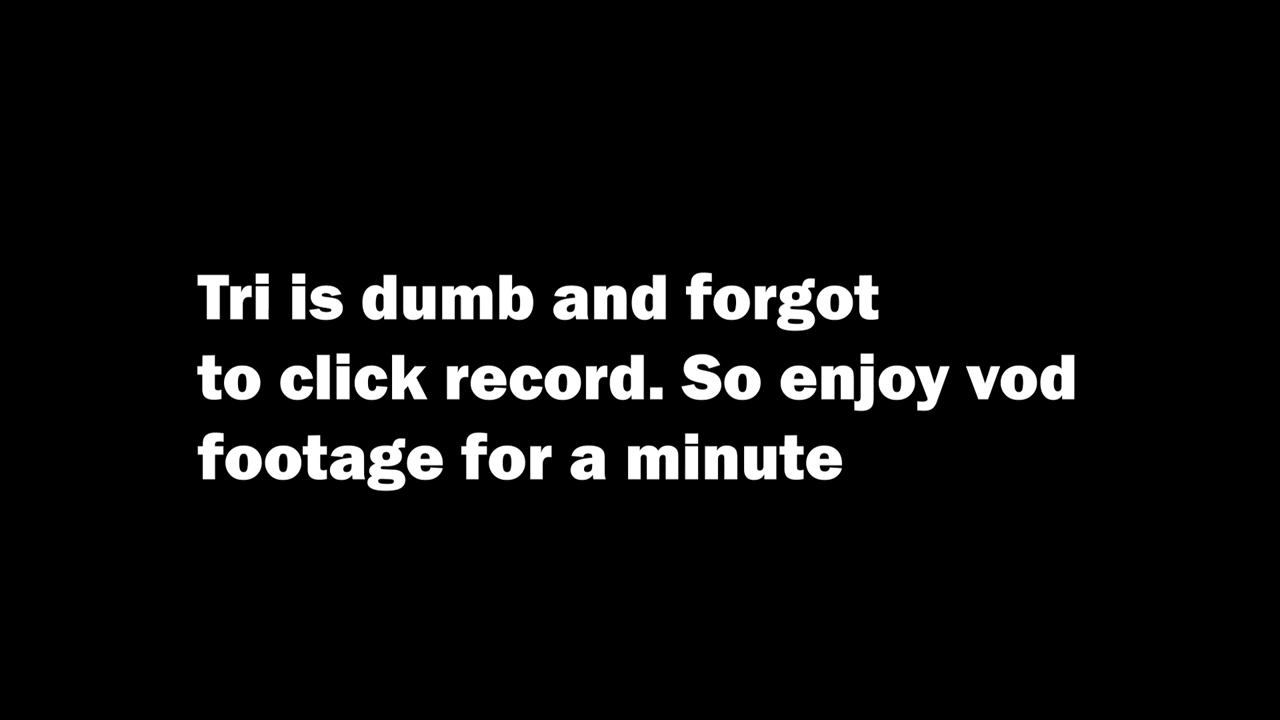 Tri is dumb and forgot
to click record. So enjoy vod
footage for a minute